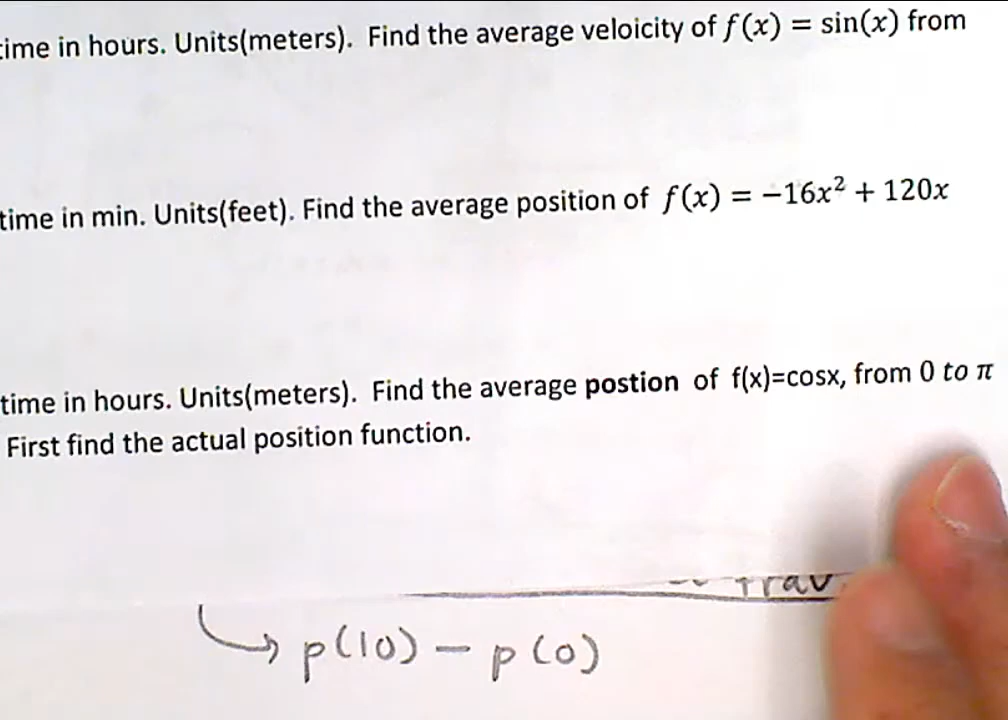 time in hours. Units(meters). Find the average veloicity of f(x) = sin(x) from
time in min. Units(feet). Find the average position of f(x) = −16x² + 120x
time in hours. Units(meters). Find the average postion of f(x)=cosx, from 0 to π
First find the actual position function.
trav
p(10) − p(0)